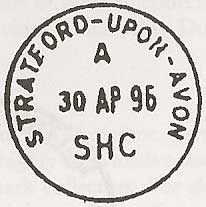 STRATFORD-UPON-AVON
A
30 AP 96
SHC